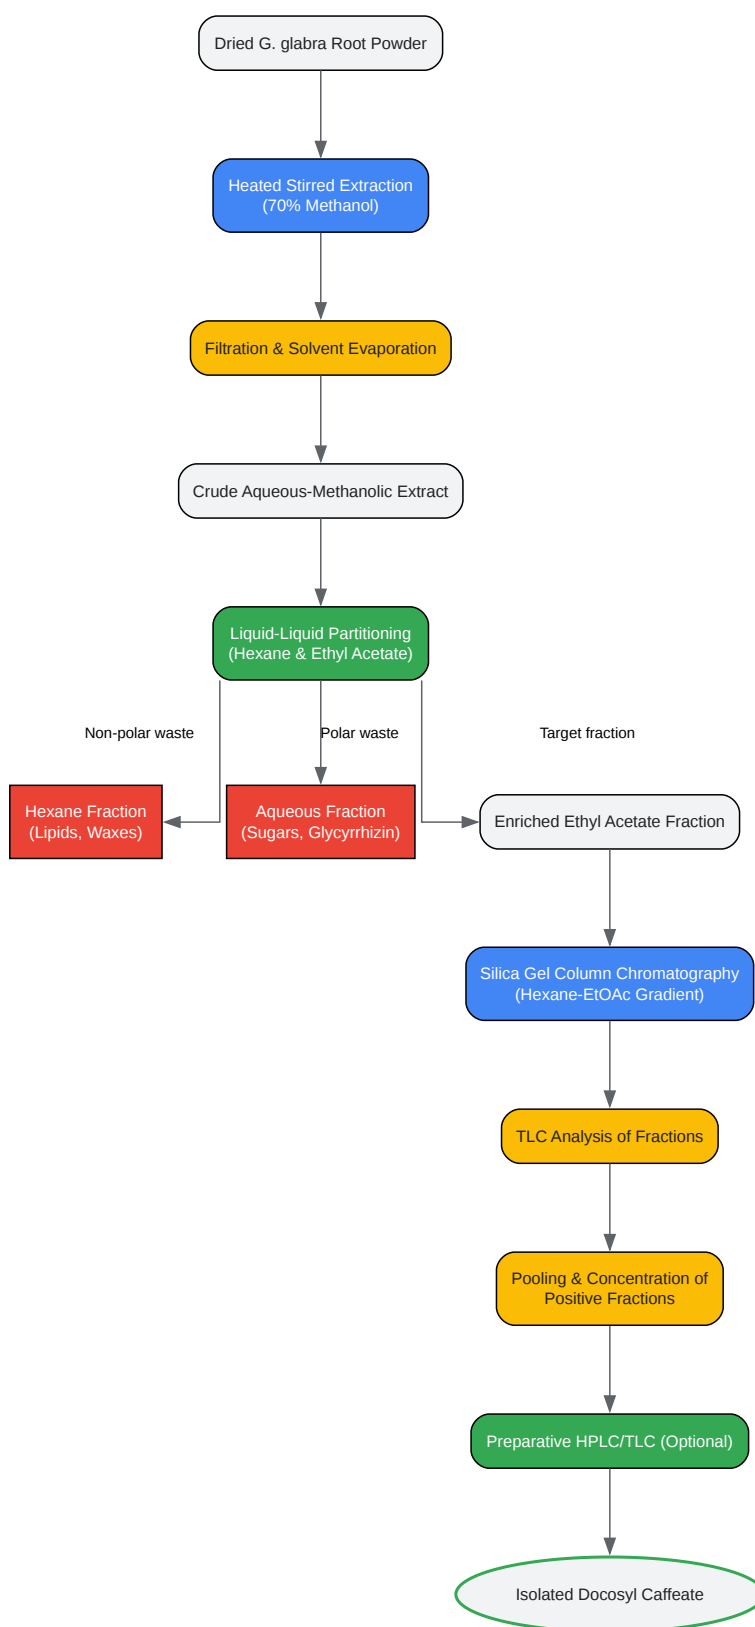 Dried G. glabra Root Powder
Heated Stirred Extraction
(70% Methanol)
Filtration & Solvent Evaporation
Crude Aqueous-Methanolic Extract
Liquid-Liquid Partitioning
(Hexane & Ethyl Acetate)
Non-polar waste
Polar waste
Target fraction
Hexane Fraction
(Lipids, Waxes)
Aqueous Fraction
(Sugars, Glycyrrhizin)
Enriched Ethyl Acetate Fraction
Silica Gel Column Chromatography
(Hexane-EtOAc Gradient)
TLC Analysis of Fractions
Pooling & Concentration of
Positive Fractions
Preparative HPLC/TLC (Optional)
Isolated Docosyl Caffeate